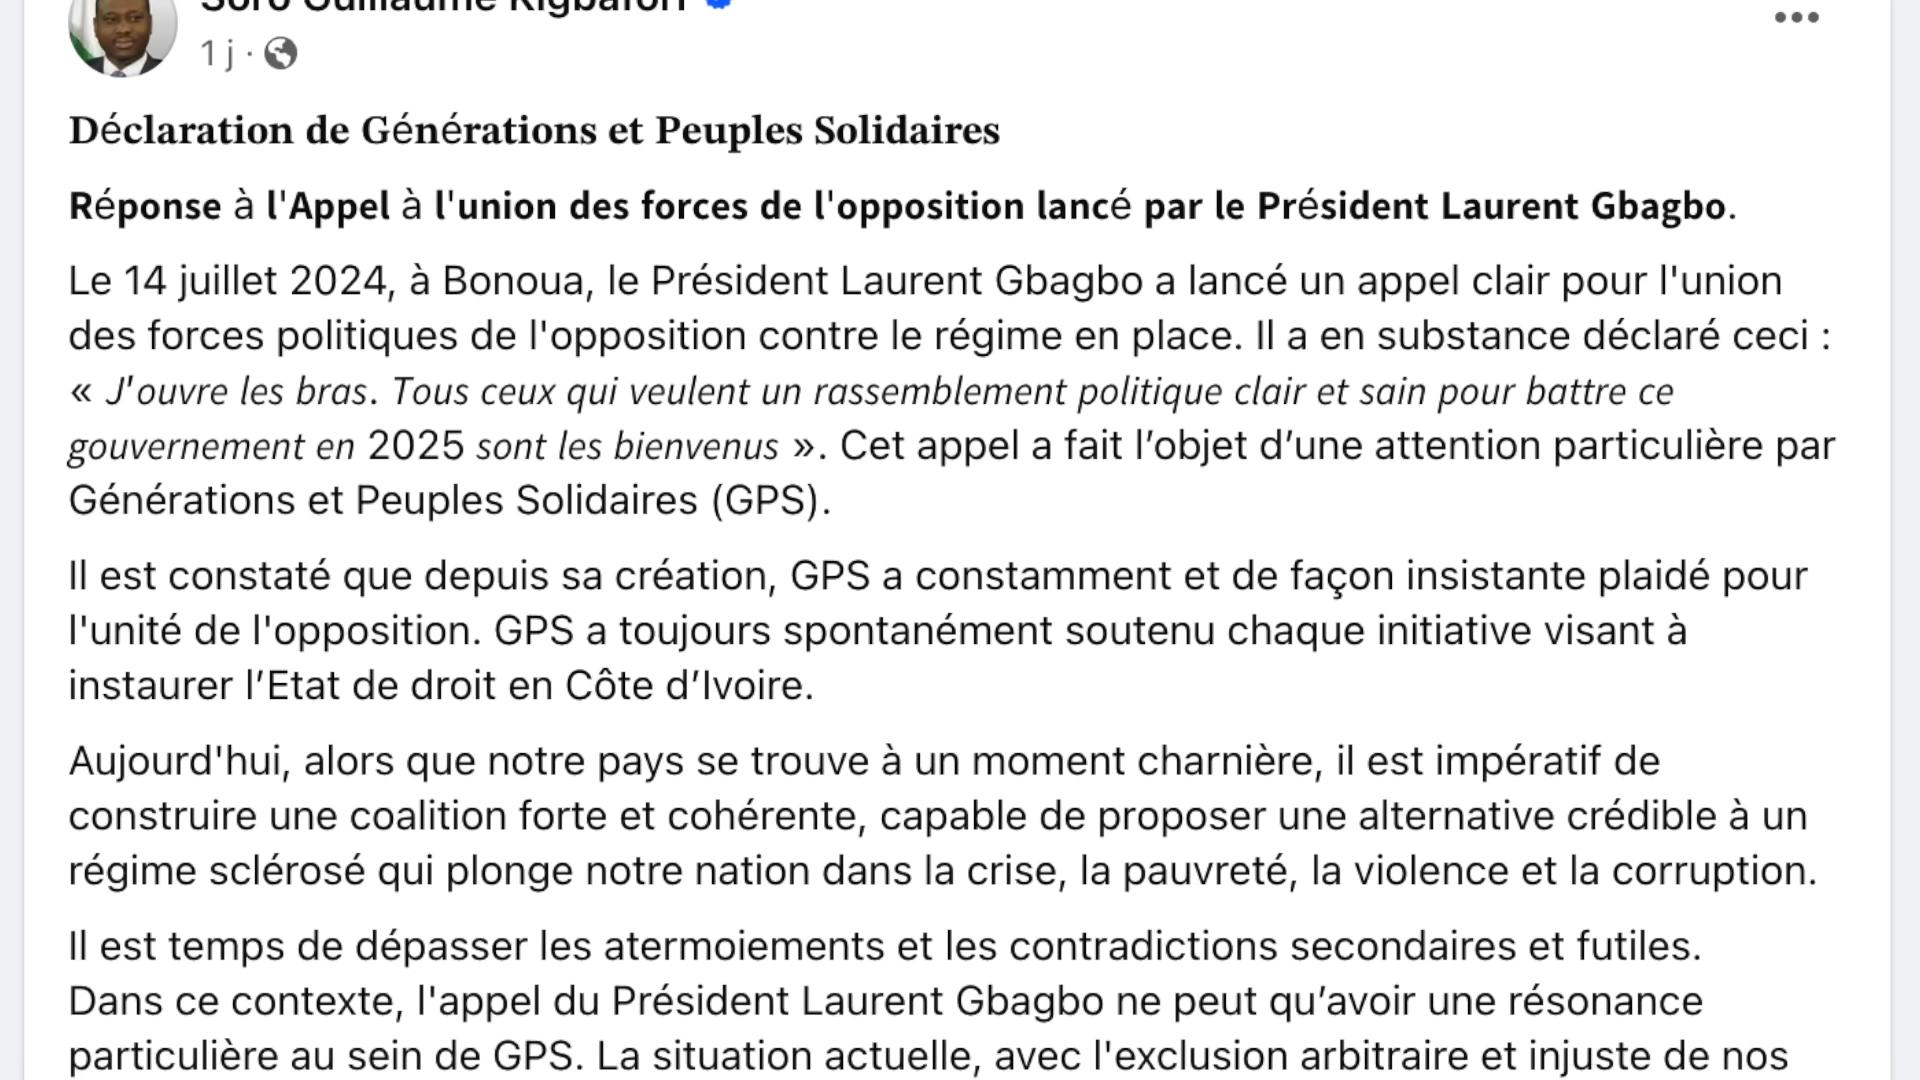 Soro Guillaume Kigbafori
1 j ·
Déclaration de Générations et Peuples Solidaires
Réponse à l'Appel à l'union des forces de l'opposition lancé par le Président Laurent Gbagbo.
Le 14 juillet 2024, à Bonoua, le Président Laurent Gbagbo a lancé un appel clair pour l'union
des forces politiques de l'opposition contre le régime en place. Il a en substance déclaré ceci :
« J'ouvre les bras. Tous ceux qui veulent un rassemblement politique clair et sain pour battre ce
gouvernement en 2025 sont les bienvenus ». Cet appel a fait l’objet d’une attention particulière par
Générations et Peuples Solidaires (GPS).
Il est constaté que depuis sa création, GPS a constamment et de façon insistante plaidé pour
l'unité de l'opposition. GPS a toujours spontanément soutenu chaque initiative visant à
instaurer l’Etat de droit en Côte d’Ivoire.
Aujourd'hui, alors que notre pays se trouve à un moment charnière, il est impératif de
construire une coalition forte et cohérente, capable de proposer une alternative crédible à un
régime sclérosé qui plonge notre nation dans la crise, la pauvreté, la violence et la corruption.
Il est temps de dépasser les atermoiements et les contradictions secondaires et futiles.
Dans ce contexte, l'appel du Président Laurent Gbagbo ne peut qu’avoir une résonance
particulière au sein de GPS. La situation actuelle, avec l'exclusion arbitraire et injuste de nos